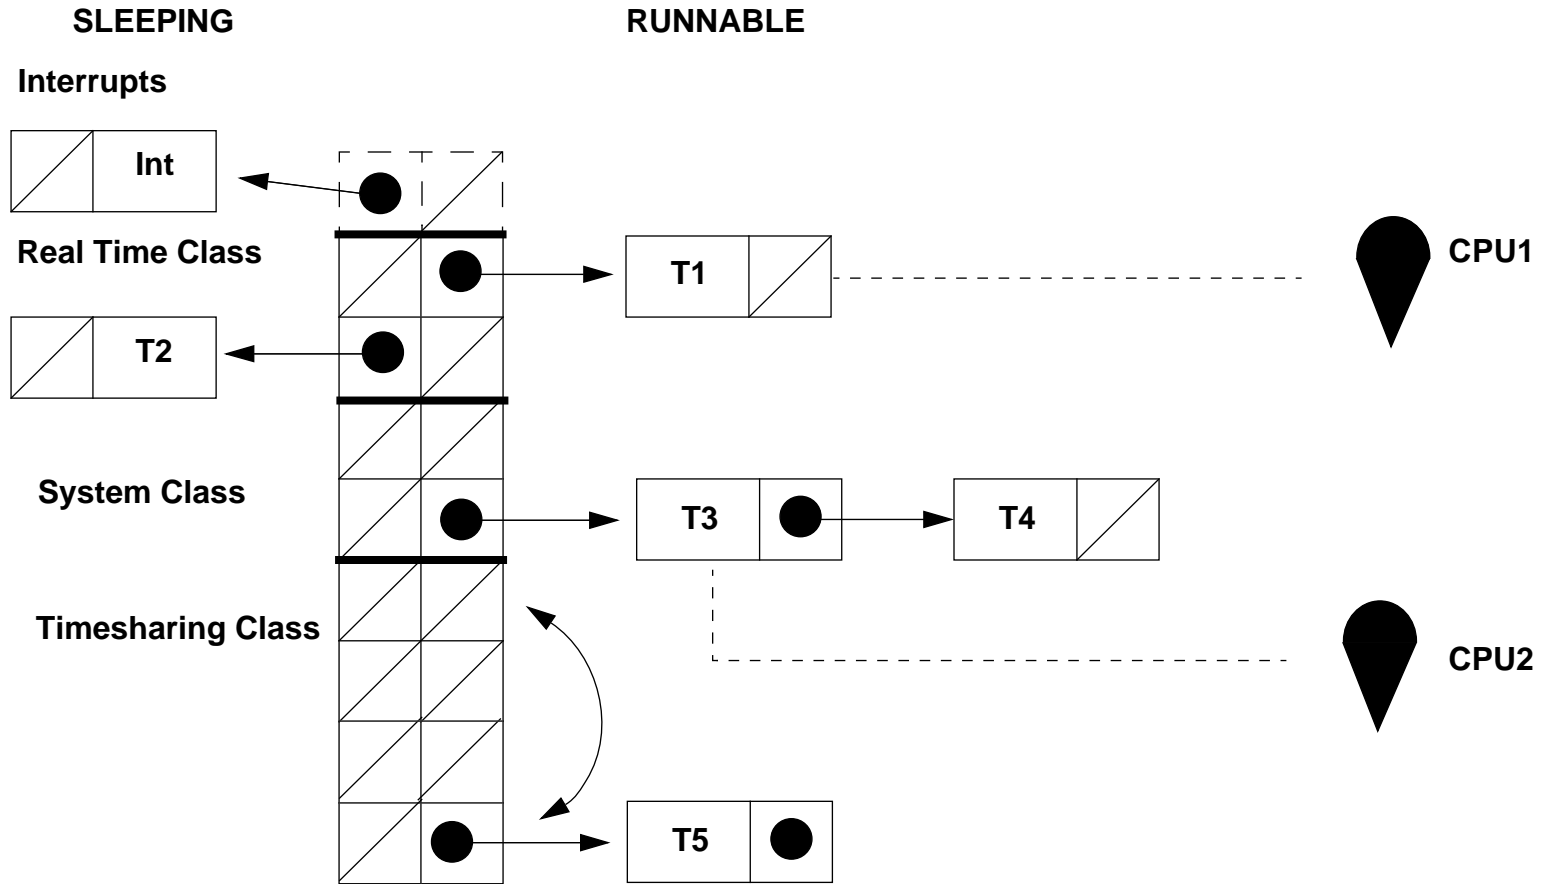 SLEEPING
RUNNABLE
Interrupts
Int
Real Time Class
T1
CPU1
T2
System Class
T3
T4
Timesharing Class
CPU2
T5